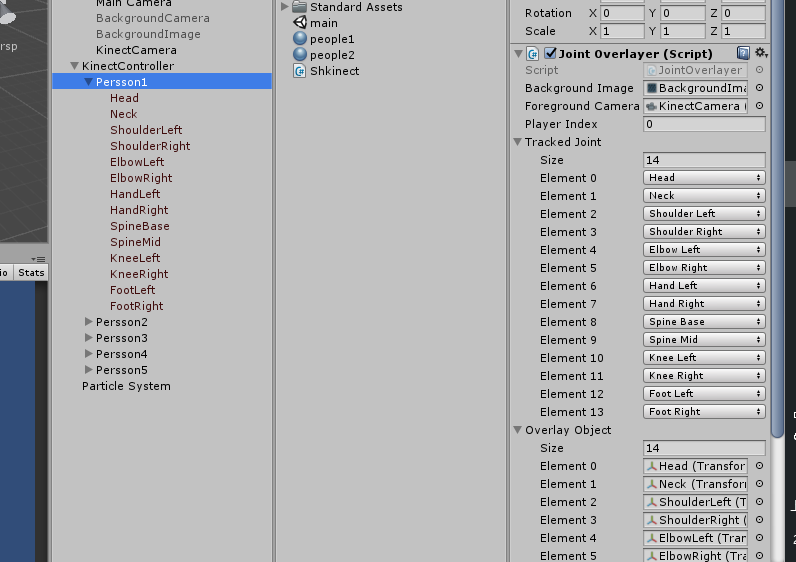 Main Camera
BackgroundCamera
BackgroundImage
KinectCamera
KinectController
Persson1
Head
Neck
ShoulderLeft
ShoulderRight
ElbowLeft
ElbowRight
HandLeft
HandRight
SpineBase
SpineMid
KneeLeft
KneeRight
FootLeft
FootRight
Persson2
Persson3
Persson4
Persson5
Particle System
ersp
io Stats
Standard Assets
main
people1
people2
Shkinect
Rotation X 0 Y 0 Z 0
Scale X 1 Y 1 Z 1
Joint Overlayer (Script)
Script JointOverlayer
Background Image BackgroundIma
Foreground Camera KinectCamera (
Player Index 0
Tracked Joint
Size 14
Element 0 Head
Element 1 Neck
Element 2 Shoulder Left
Element 3 Shoulder Right
Element 4 Elbow Left
Element 5 Elbow Right
Element 6 Hand Left
Element 7 Hand Right
Element 8 Spine Base
Element 9 Spine Mid
Element 10 Knee Left
Element 11 Knee Right
Element 12 Foot Left
Element 13 Foot Right
Overlay Object
Size 14
Element 0 Head (Transfor
Element 1 Neck (Transfor
Element 2 ShoulderLeft (T
Element 3 ShoulderRight (
Element 4 ElbowLeft (Tran
Element 5 ElbowRight (Tra